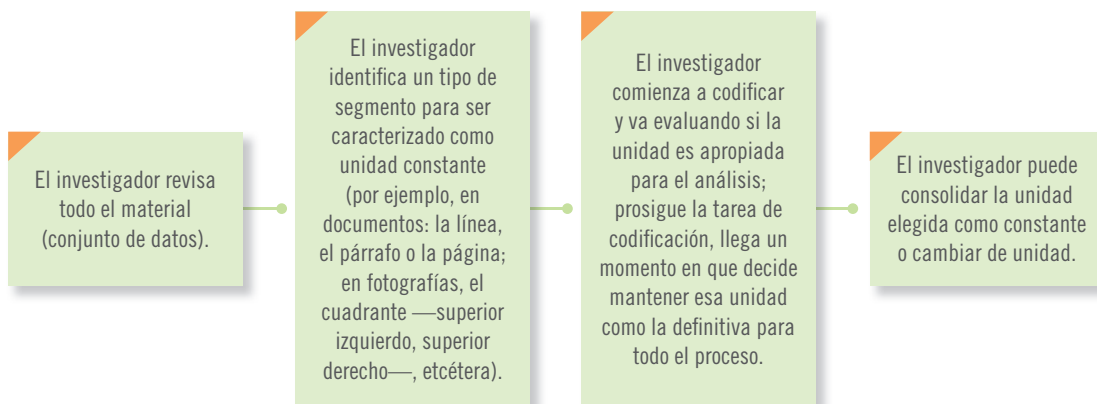 El investigador revisa
todo el material
(conjunto de datos).
El investigador
identifica un tipo de
segmento para ser
caracterizado como
unidad constante
(por ejemplo, en
documentos: la línea,
el párrafo o la página;
en fotografías, el
cuadrante —superior
izquierdo, superior
derecho—, etcétera).
El investigador
comienza a codificar
y va evaluando si la
unidad es apropiada
para el análisis;
prosigue la tarea de
codificación, llega un
momento en que decide
mantener esa unidad
como la definitiva para
todo el proceso.
El investigador puede
consolidar la unidad
elegida como constante
o cambiar de unidad.